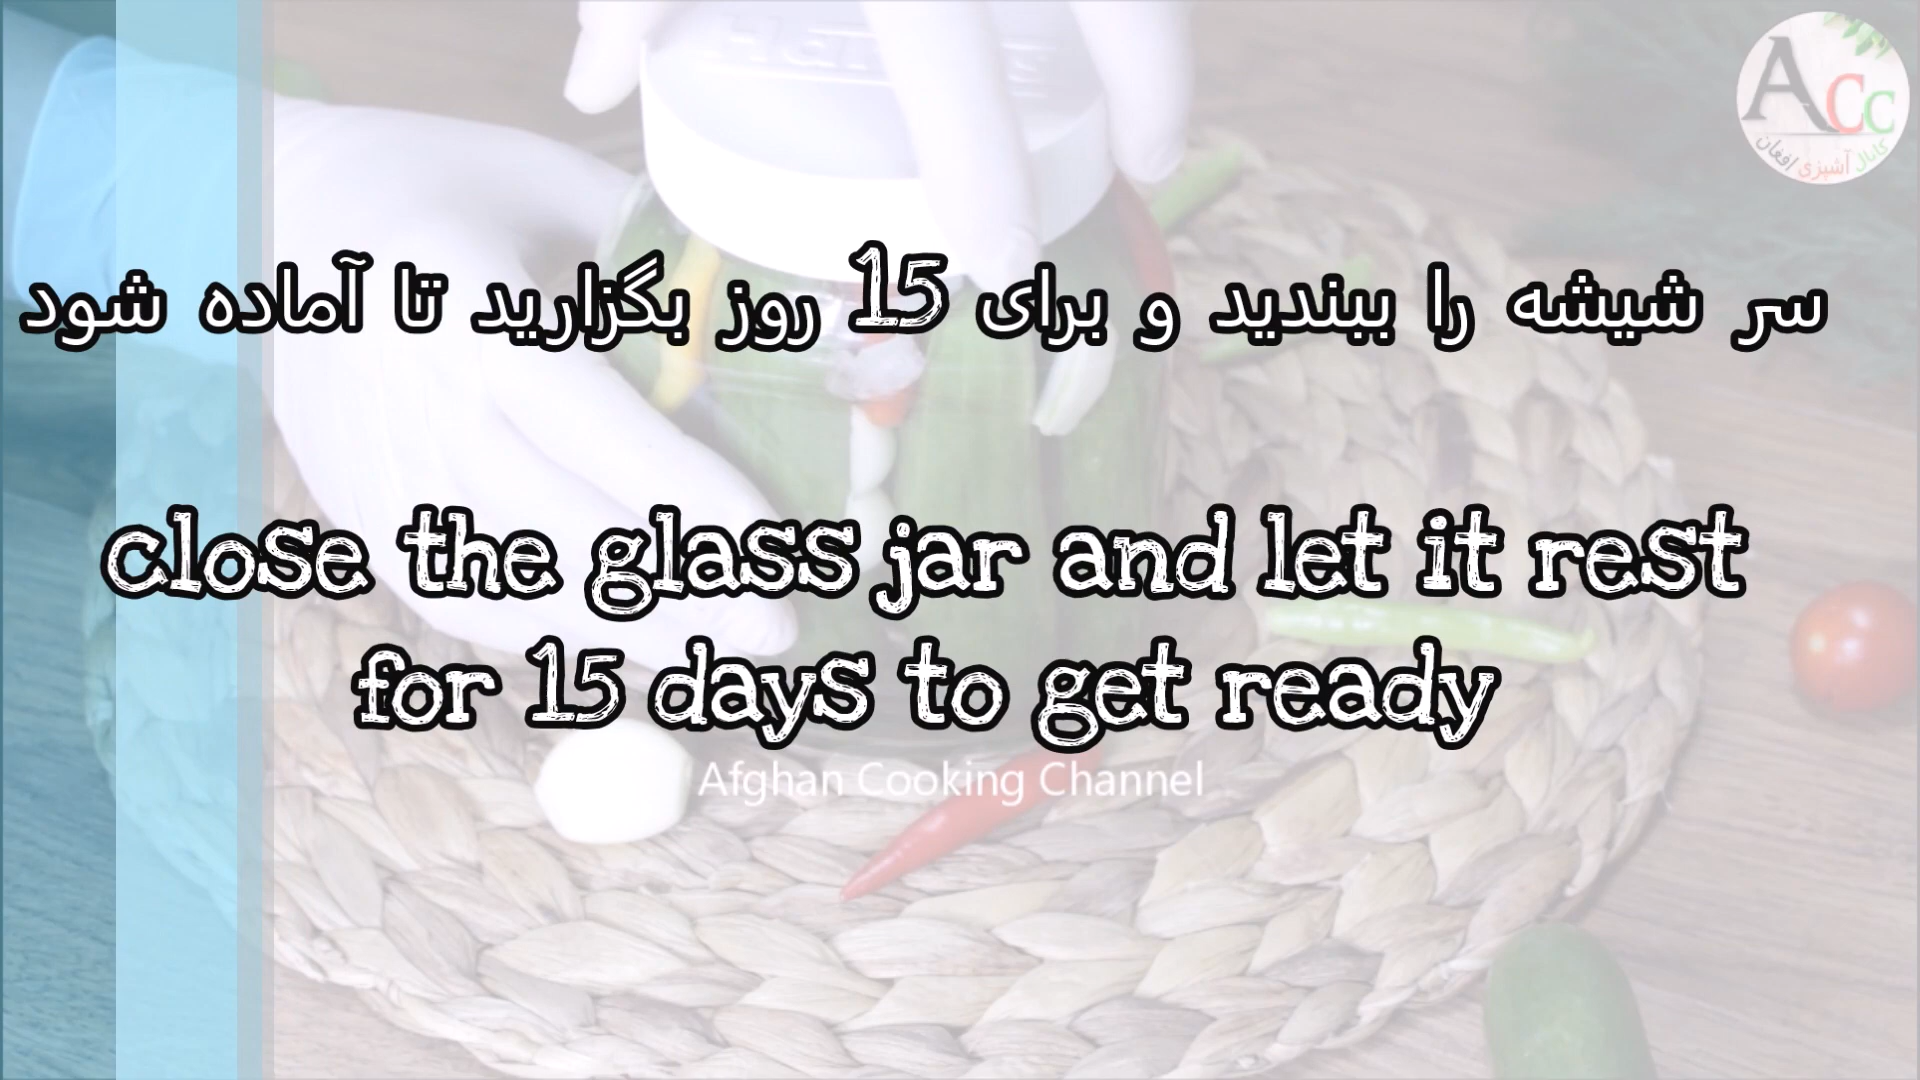 ACC
کانال آشپزی افغان
سر شیشه را ببندید و برای 15 روز بگزارید تا آماده شود
close the glass jar and let it rest
for 15 days to get ready
Afghan Cooking Channel